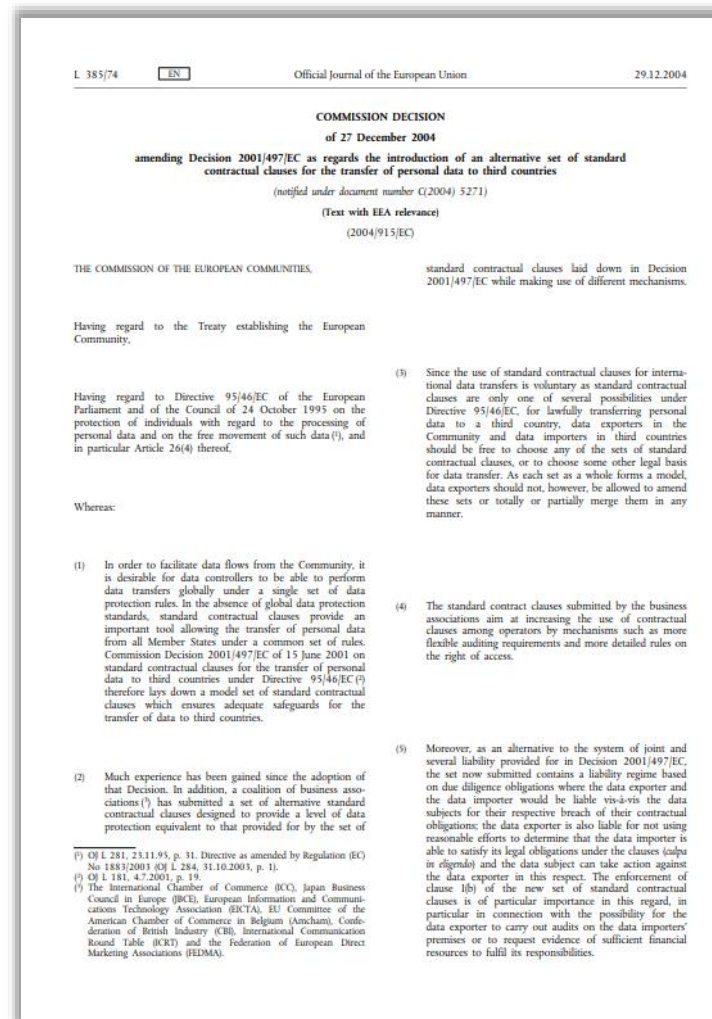 L 385/74 EN Official Journal of the European Union 29.12.2004
COMMISSION DECISION
of 27 December 2004
amending Decision 2001/497/EC as regards the introduction of an alternative set of standard
contractual clauses for the transfer of personal data to third countries
(notified under document number C(2004) 5271)
(Text with EEA relevance)
(2004/915/EC)
THE COMMISSION OF THE EUROPEAN COMMUNITIES,
Having regard to the Treaty establishing the European
Community,
Having regard to Directive 95/46/EC of the European
Parliament and of the Council of 24 October 1995 on the
protection of individuals with regard to the processing of
personal data and on the free movement of such data (¹), and
in particular Article 26(4) thereof,
Whereas:
(1) In order to facilitate data flows from the Community, it
is desirable for data controllers to be able to perform
data transfers globally under a single set of data
protection rules. In the absence of global data protection
standards, standard contractual clauses provide an
important tool allowing the transfer of personal data
from all Member States under a common set of rules.
Commission Decision 2001/497/EC of 15 June 2001 on
standard contractual clauses for the transfer of personal
data to third countries under Directive 95/46/EC (²)
therefore lays down a model set of standard contractual
clauses which ensures adequate safeguards for the
transfer of data to third countries.
(2) Much experience has been gained since the adoption of
that Decision. In addition, a coalition of business asso-
ciations (³) has submitted a set of alternative standard
contractual clauses designed to provide a level of data
protection equivalent to that provided for by the set of
(¹) OJ L 281, 23.11.95, p. 31. Directive as amended by Regulation (EC)
No 1883/2003 (OJ L 284, 31.10.2003, p. 1).
(²) OJ L 181, 4.7.2001, p. 19.
(³) The International Chamber of Commerce (ICC), Japan Business
Council in Europe (JBCE), European Information and Communi-
cations Technology Association (EICTA), EU Committee of the
American Chamber of Commerce in Belgium (Amcham), Confe-
deration of British Industry (CBI), International Communication
Round Table (ICRT) and the Federation of European Direct
Marketing Associations (FEDMA).
standard contractual clauses laid down in Decision
2001/497/EC while making use of different mechanisms.
(3) Since the use of standard contractual clauses for interna-
tional data transfers is voluntary as standard contractual
clauses are only one of several possibilities under
Directive 95/46/EC, for lawfully transferring personal
data to a third country, data exporters in the
Community and data importers in third countries
should be free to choose any of the sets of standard
contractual clauses, or to choose some other legal basis
for data transfer. As each set as a whole forms a model,
data exporters should not, however, be allowed to amend
these sets or totally or partially merge them in any
manner.
(4) The standard contract clauses submitted by the business
associations aim at increasing the use of contractual
clauses among operators by mechanisms such as more
flexible auditing requirements and more detailed rules on
the right of access.
(5) Moreover, as an alternative to the system of joint and
several liability provided for in Decision 2001/497/EC,
the set now submitted contains a liability regime based
on due diligence obligations where the data exporter and
the data importer would be liable vis-à-vis the data
subjects for their respective breach of their contractual
obligations; the data exporter is also liable for not using
reasonable efforts to determine that the data importer is
able to satisfy its legal obligations under the clauses (culpa
in eligendo) and the data subject can take action against
the data exporter in this respect. The enforcement of
clause I(b) of the new set of standard contractual
clauses is of particular importance in this regard, in
particular in connection with the possibility for the
data exporter to carry out audits on the data importers'
premises or to request evidence of sufficient financial
resources to fulfil its responsibilities.